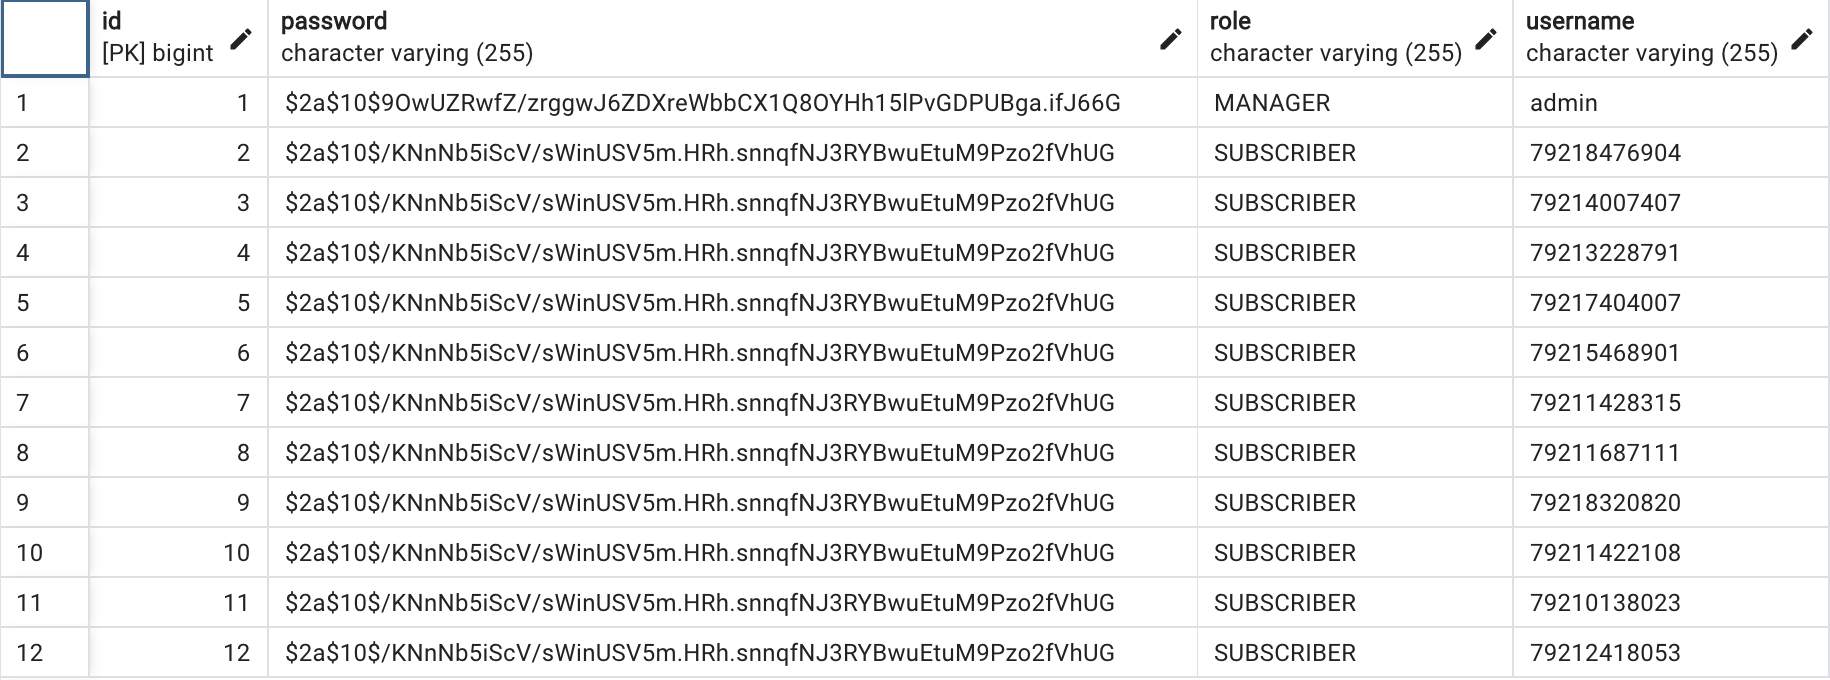 id password role username
[PK] bigint character varying (255) character varying (255) character varying (255)
1 1 $2a$10$9OwUZRwfZ/zrggwJ6ZDXreWbbCX1Q8OYHh15lPvGDPUBga.ifJ66G MANAGER admin
2 2 $2a$10$/KNnNb5iScV/sWinUSV5m.HRh.snnqfNJ3RYBwuEtuM9Pzo2fVhUG SUBSCRIBER 79218476904
3 3 $2a$10$/KNnNb5iScV/sWinUSV5m.HRh.snnqfNJ3RYBwuEtuM9Pzo2fVhUG SUBSCRIBER 79214007407
4 4 $2a$10$/KNnNb5iScV/sWinUSV5m.HRh.snnqfNJ3RYBwuEtuM9Pzo2fVhUG SUBSCRIBER 79213228791
5 5 $2a$10$/KNnNb5iScV/sWinUSV5m.HRh.snnqfNJ3RYBwuEtuM9Pzo2fVhUG SUBSCRIBER 79217404007
6 6 $2a$10$/KNnNb5iScV/sWinUSV5m.HRh.snnqfNJ3RYBwuEtuM9Pzo2fVhUG SUBSCRIBER 79215468901
7 7 $2a$10$/KNnNb5iScV/sWinUSV5m.HRh.snnqfNJ3RYBwuEtuM9Pzo2fVhUG SUBSCRIBER 79211428315
8 8 $2a$10$/KNnNb5iScV/sWinUSV5m.HRh.snnqfNJ3RYBwuEtuM9Pzo2fVhUG SUBSCRIBER 79211687111
9 9 $2a$10$/KNnNb5iScV/sWinUSV5m.HRh.snnqfNJ3RYBwuEtuM9Pzo2fVhUG SUBSCRIBER 79218320820
10 10 $2a$10$/KNnNb5iScV/sWinUSV5m.HRh.snnqfNJ3RYBwuEtuM9Pzo2fVhUG SUBSCRIBER 79211422108
11 11 $2a$10$/KNnNb5iScV/sWinUSV5m.HRh.snnqfNJ3RYBwuEtuM9Pzo2fVhUG SUBSCRIBER 79210138023
12 12 $2a$10$/KNnNb5iScV/sWinUSV5m.HRh.snnqfNJ3RYBwuEtuM9Pzo2fVhUG SUBSCRIBER 79212418053